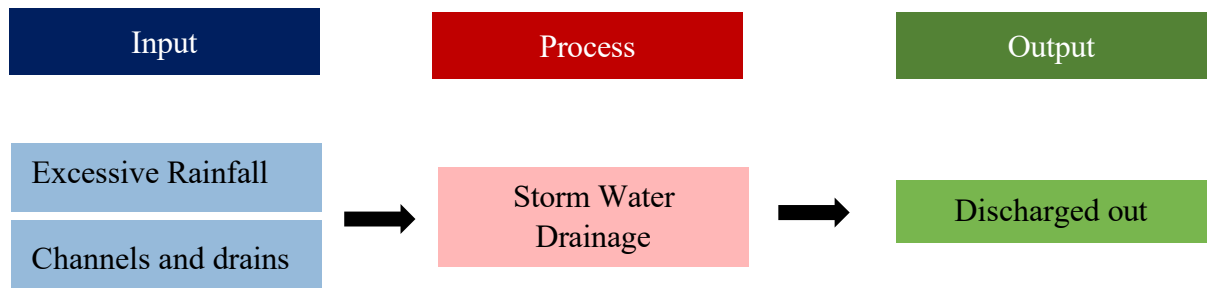 Input
Process
Output
Excessive Rainfall
Channels and drains
Storm Water
Drainage
Discharged out